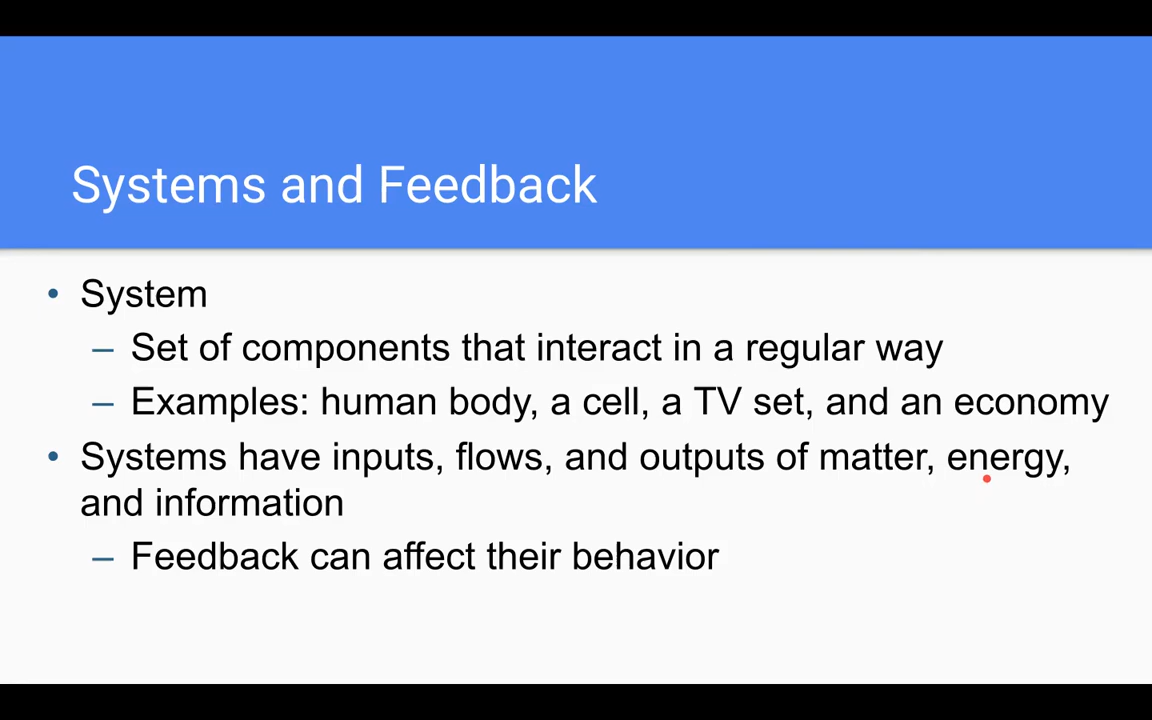 Systems and Feedback
• System
– Set of components that interact in a regular way
– Examples: human body, a cell, a TV set, and an economy
• Systems have inputs, flows, and outputs of matter, energy,
and information
– Feedback can affect their behavior